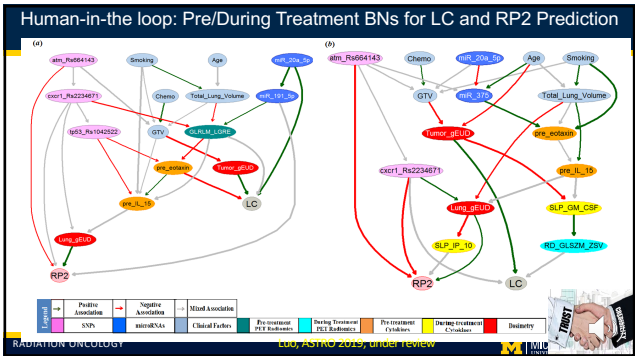 Human-in-the loop: Pre/During Treatment BNs for LC and RP2 Prediction
(a)
atm_Rs664143
Smoking
Age
miR_20a_5p
cxcr1_Rs2234671
Chemo
Total_Lung_Volume
miR_191_5p
tp53_Rs1042522
GTV
GLRLM_LGRE
pre_eotaxin
Tumor_gEUD
pre_IL_15
LC
Lung_gEUD
RP2
(b)
atm_Rs664143
Chemo
miR_20a_5p
Age
Smoking
GTV
miR_375
Total_Lung_Volume
Tumor_gEUD
pre_eotaxin
cxcr1_Rs2234671
pre_IL_15
Lung_gEUD
SLP_GM_CSF
SLP_IP_10
RD_GLSZM_ZSV
RP2
LC
Legend
Positive Association
Negative Association
Mixed Association
SNPs
microRNAs
Clinical Factors
Pre-treatment PET Radiomics
During Treatment PET Radiomics
Pre-treatment Cytokines
During-treatment Cytokines
Dosimetry
TRUST
RADIATION ONCOLOGY
Luo, ASTRO 2019, under review